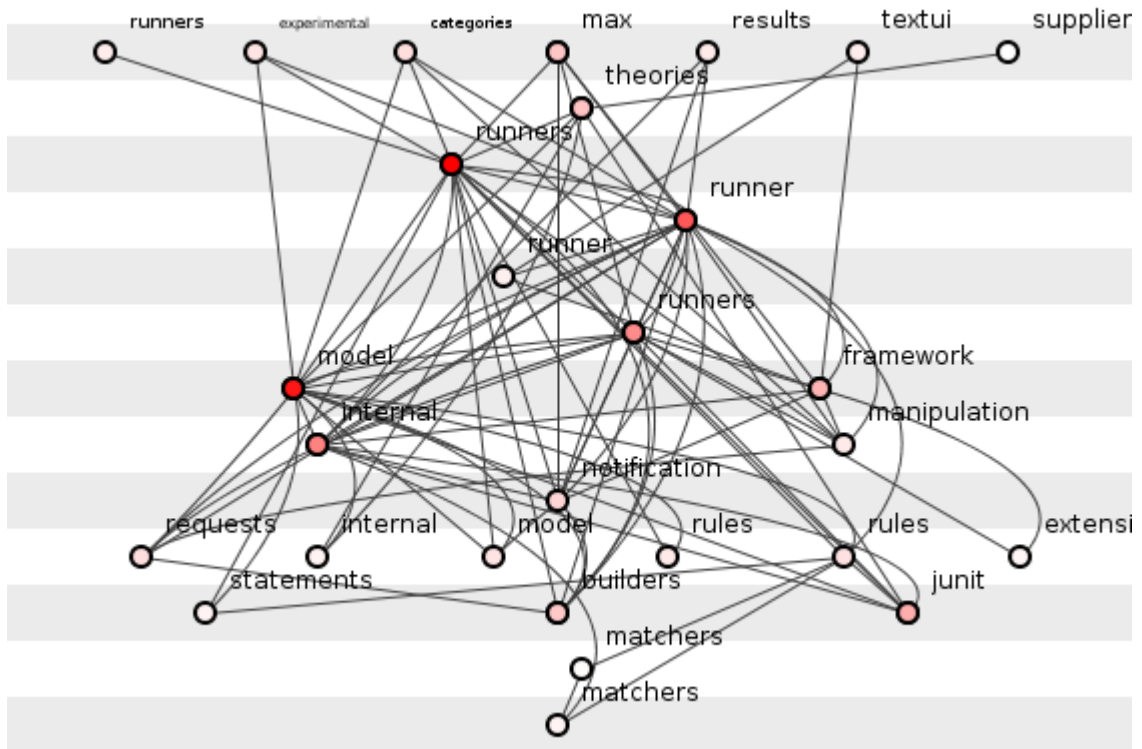 runners experimental categories max results textui supplier
theories
runners
runner
runner
runners
model framework
internal manipulation
notification
requests internal model rules rules extensi
statements builders junit
matchers
matchers